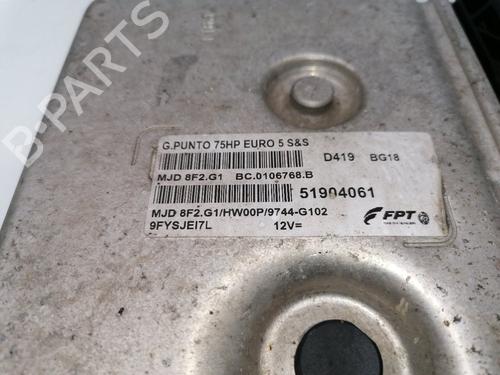 G.PUNTO 75HP EURO 5 S&S
D419 BG18
MJD 8F2.G1 BC.0106768.B
51904061
MJD 8F2.G1/HW00P/9744-G102
9FYSJEI7L 12V=
FPT
B-PARTS